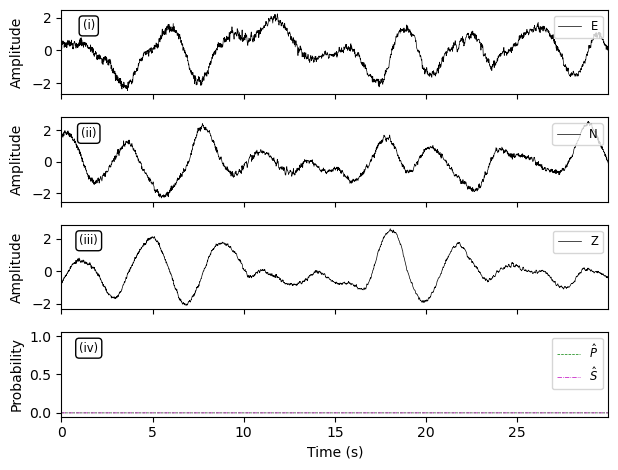 2
0
−2
Amplitude
(i)
E
2
0
−2
Amplitude
(ii)
N
2
0
−2
Amplitude
(iii)
Z
1.0
0.5
0.0
Probability
(iv)
P̂
Ŝ
0 5 10 15 20 25
Time (s)